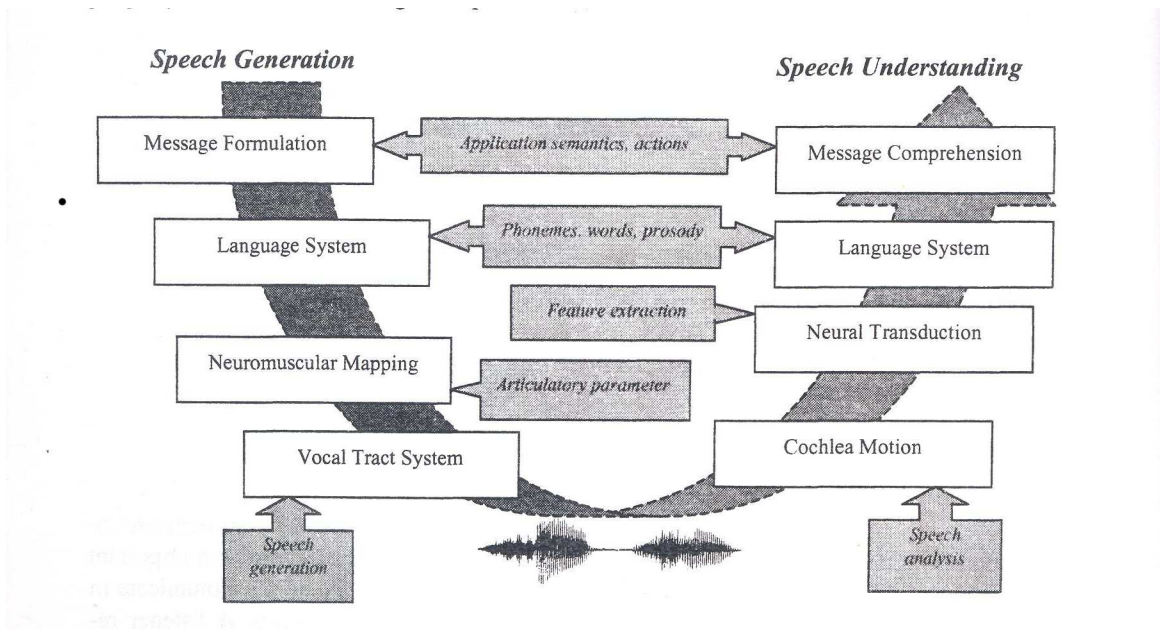 Speech Generation
Speech Understanding
Message Formulation
Application semantics, actions
Message Comprehension
Language System
Phonemes, words, prosody
Language System
Feature extraction
Neural Transduction
Neuromuscular Mapping
Articulatory parameter
Vocal Tract System
Cochlea Motion
Speech
generation
Speech
analysis